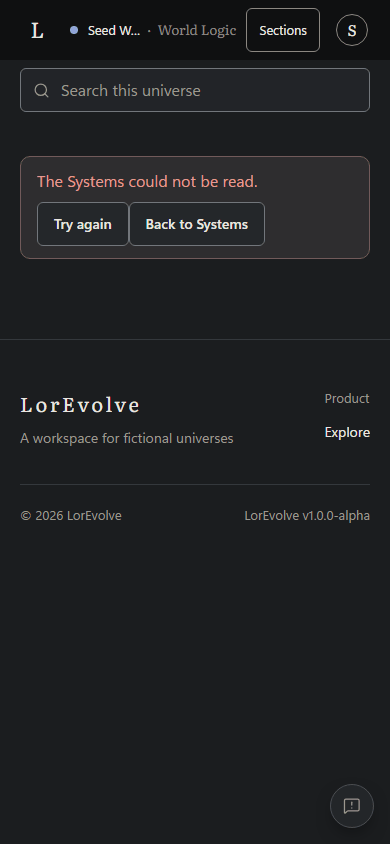 L Seed W... · World Logic Sections S
Search this universe
The Systems could not be read.
Try again Back to Systems
LorEvolve
A workspace for fictional universes
Product
Explore
© 2026 LorEvolve LorEvolve v1.0.0-alpha